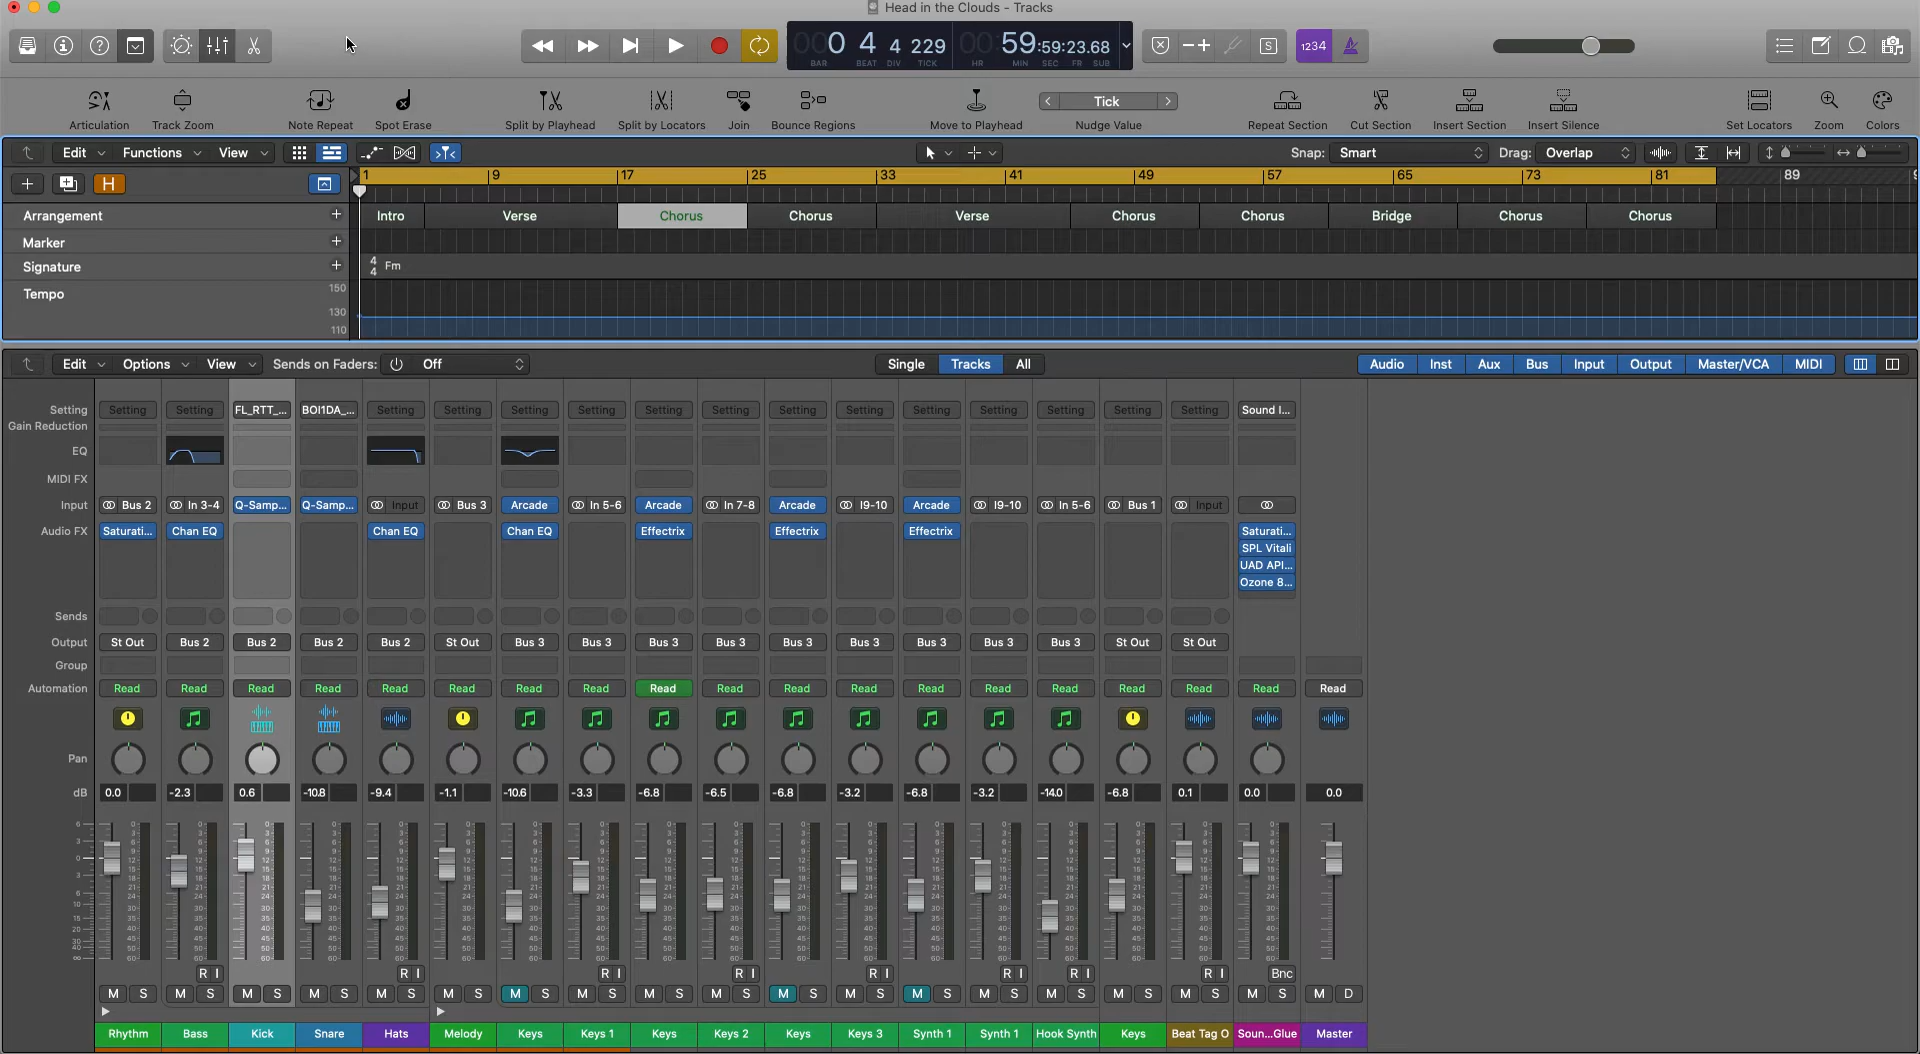 Head in the Clouds - Tracks
00 0 4 4 229 00:59:59:23.68 1234
BAR BEAT DIV TICK HR MIN SEC FR SUB
S
Tick
Articulation Track Zoom Note Repeat Spot Erase Split by Playhead Split by Locators Join Bounce Regions Move to Playhead Nudge Value Repeat Section Cut Section Insert Section Insert Silence Set Locators Zoom Colors
Edit Functions View Snap: Smart Drag: Overlap
H 1 9 17 25 33 41 49 57 65 73 81 89
Arrangement + Intro Verse Chorus Chorus Verse Chorus Chorus Bridge Chorus Chorus
Marker +
Signature + 4 4 Fm
Tempo 150
130
110
Edit Options View Sends on Faders: Off Single Tracks All Audio Inst Aux Bus Input Output Master/VCA MIDI
Setting Setting Setting FL_RTT_... BOI1DA_... Setting Setting Setting Setting Setting Setting Setting Setting Setting Setting Setting Setting Setting Sound I...
Gain Reduction
EQ
MIDI FX
Input Bus 2 In 3-4 Q-Samp... Q-Samp... Input Bus 3 Arcade In 5-6 Arcade In 7-8 Arcade I9-10 Arcade I9-10 In 5-6 Bus 1 Input
Audio FX Saturati... Chan EQ Chan EQ Chan EQ Effectrix Effectrix Effectrix Saturati...
SPL Vitali
UAD API...
Ozone 8...
Sends
Output St Out Bus 2 Bus 2 Bus 2 Bus 2 St Out Bus 3 Bus 3 Bus 3 Bus 3 Bus 3 Bus 3 Bus 3 Bus 3 Bus 3 St Out St Out
Group
Automation Read Read Read Read Read Read Read Read Read Read Read Read Read Read Read Read Read Read Read
Pan
dB 0.0 -2.3 0.6 -10.8 -9.4 -1.1 -10.6 -3.3 -6.8 -6.5 -6.8 -3.2 -6.8 -3.2 -14.0 -6.8 0.1 0.0 0.0
R I R I R I R I R I R I R I R I Bnc
M S M S M S M S M S M S M S M S M S M S M S M S M S M S M S M S M S M S M D
Rhythm Bass Kick Snare Hats Melody Keys Keys 1 Keys Keys 2 Keys Keys 3 Synth 1 Synth 1 Hook Synth Keys Beat Tag O Soun...Glue Master